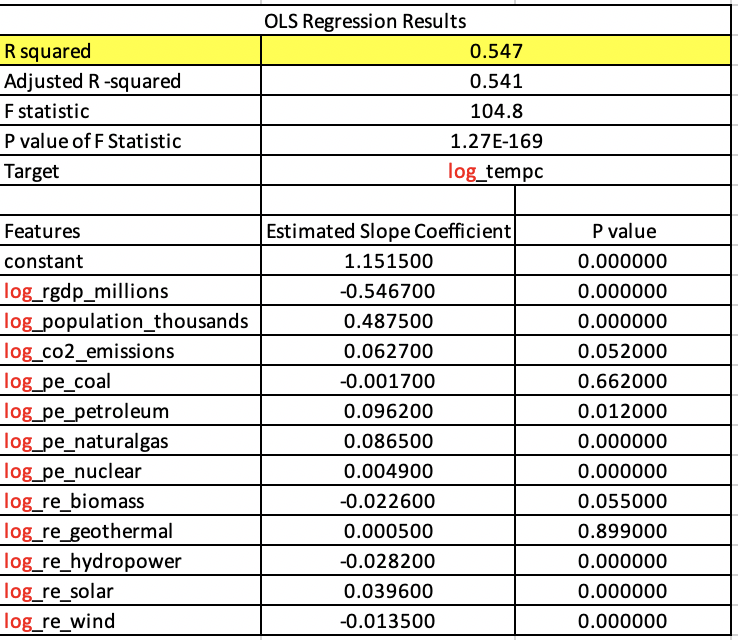 OLS Regression Results
R squared 0.547
Adjusted R -squared 0.541
F statistic 104.8
P value of F Statistic 1.27E-169
Target log_tempc
Features Estimated Slope Coefficient P value
constant 1.151500 0.000000
log_rgdp_millions -0.546700 0.000000
log_population_thousands 0.487500 0.000000
log_co2_emissions 0.062700 0.052000
log_pe_coal -0.001700 0.662000
log_pe_petroleum 0.096200 0.012000
log_pe_naturalgas 0.086500 0.000000
log_pe_nuclear 0.004900 0.000000
log_re_biomass -0.022600 0.055000
log_re_geothermal 0.000500 0.899000
log_re_hydropower -0.028200 0.000000
log_re_solar 0.039600 0.000000
log_re_wind -0.013500 0.000000